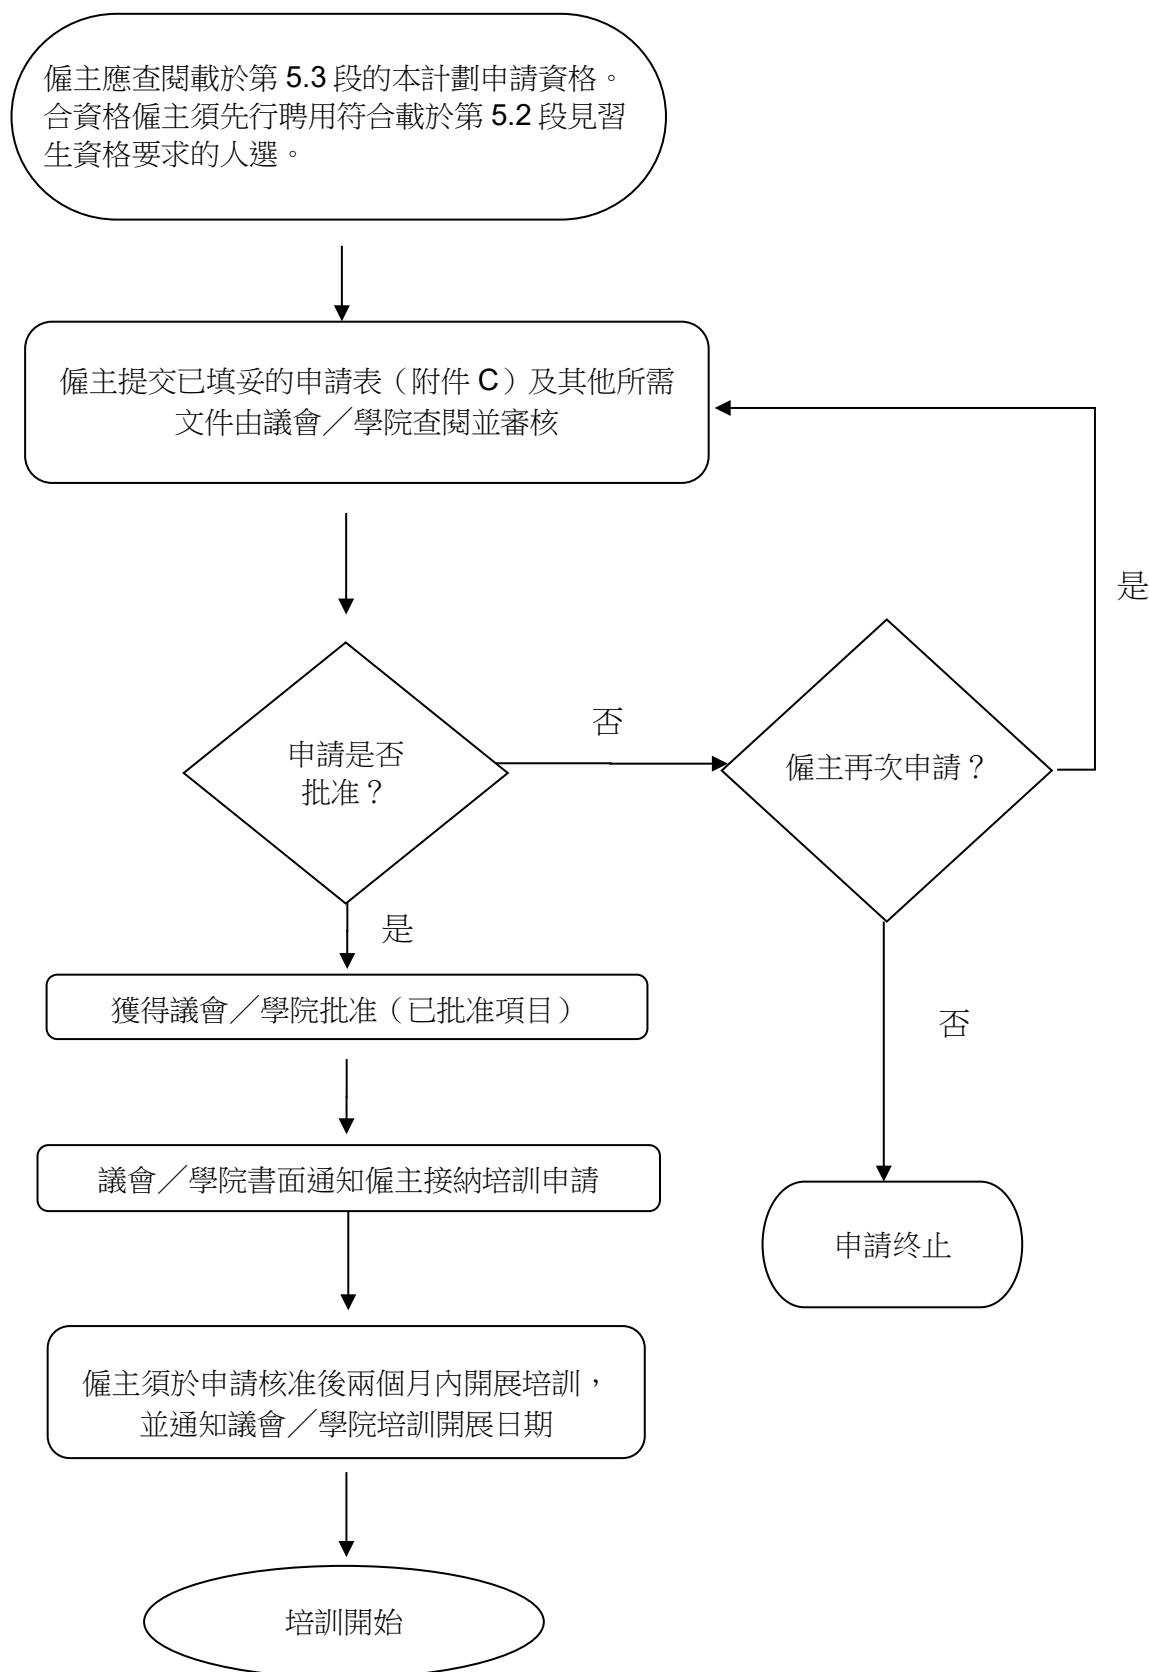 僱主應查閱載於第 5.3 段的本計劃申請資格。
合資格僱主須先行聘用符合載於第 5.2 段見習
生資格要求的人選。
僱主提交已填妥的申請表（附件 C）及其他所需
文件由議會／學院查閱並審核
是
否
申請是否
批准？
僱主再次申請？
是
獲得議會／學院批准（已批准項目）
否
議會／學院書面通知僱主接納培訓申請
申請终止
僱主須於申請核准後兩個月內開展培訓，
並通知議會／學院培訓開展日期
培訓開始